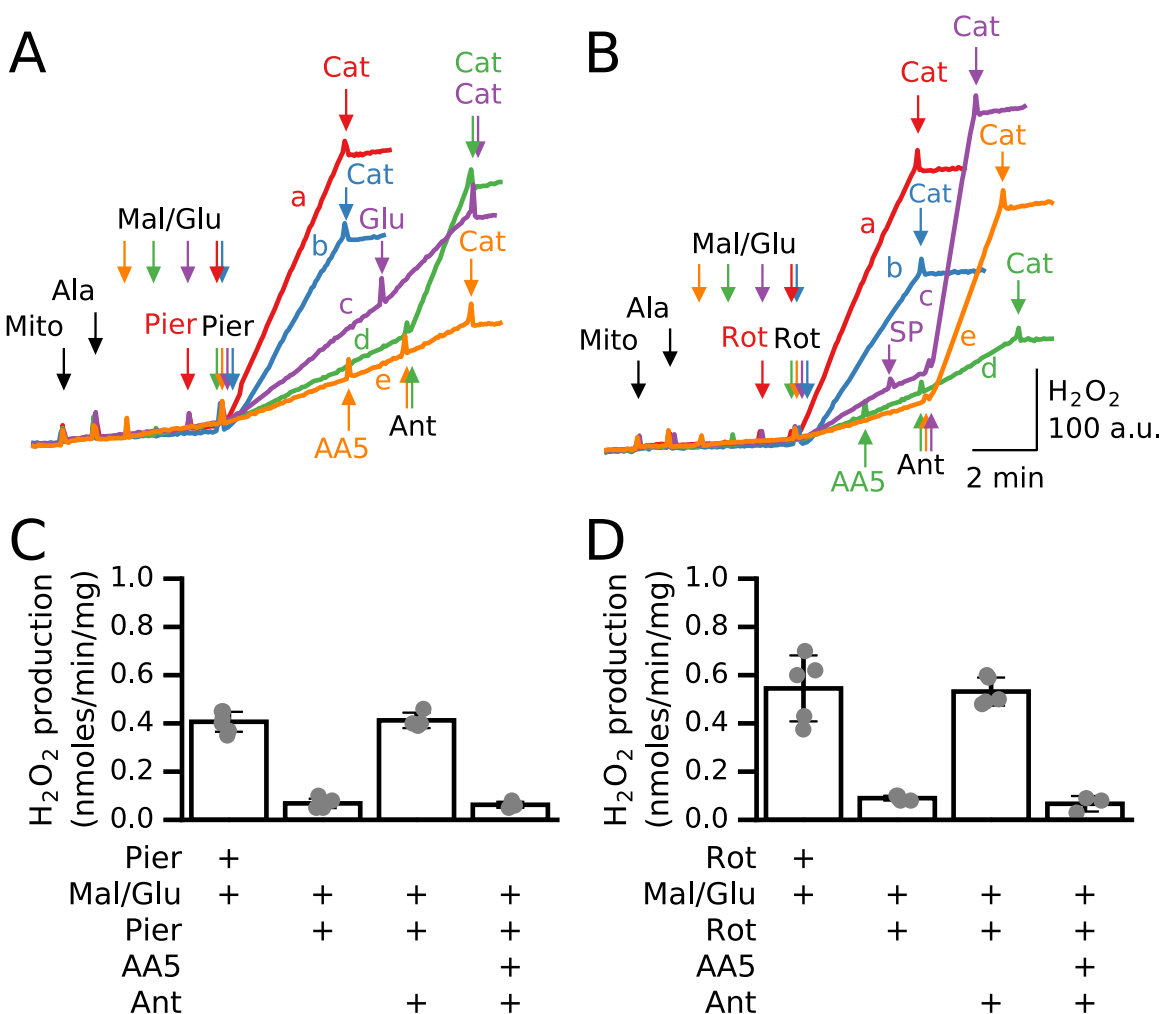 A
Cat
Cat
Cat
Cat
Mal/Glu
a
Glu
b
Cat
Ala
Mito
Pier
Pier
c
d
e
AA5
Ant
B
Cat
Cat
Cat
Mal/Glu
a
Cat
Ala
b
Cat
Mito
Rot
Rot
c
SP
e
d
AA5
Ant
H₂O₂
100 a.u.
2 min
C
H₂O₂ production
(nmoles/min/mg)
1.0
0.8
0.6
0.4
0.2
0.0
Pier +
Mal/Glu + + + +
Pier + + +
AA5 +
Ant + +
D
H₂O₂ production
(nmoles/min/mg)
1.0
0.8
0.6
0.4
0.2
0.0
Rot +
Mal/Glu + + + +
Rot + + +
AA5 +
Ant + +